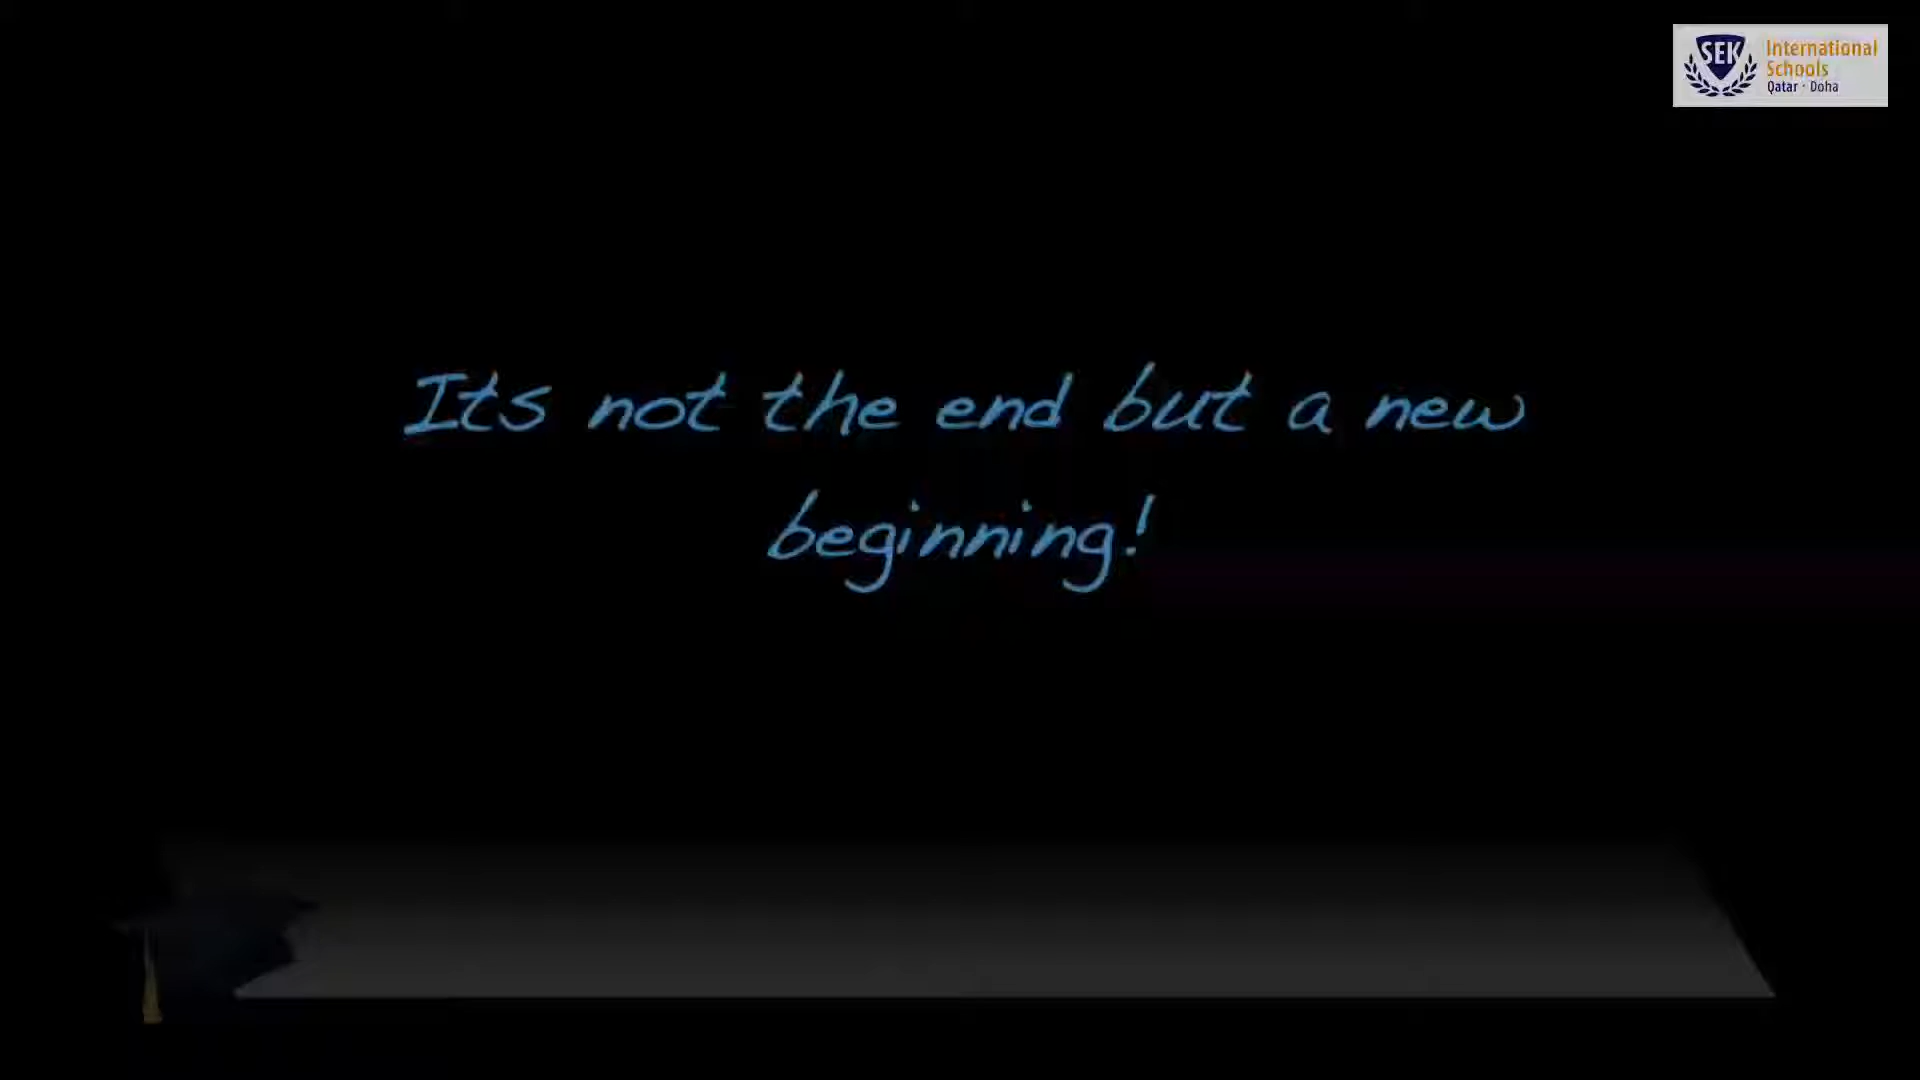 SEK
International
Schools
Qatar · Doha
Its not the end but a new
beginning!